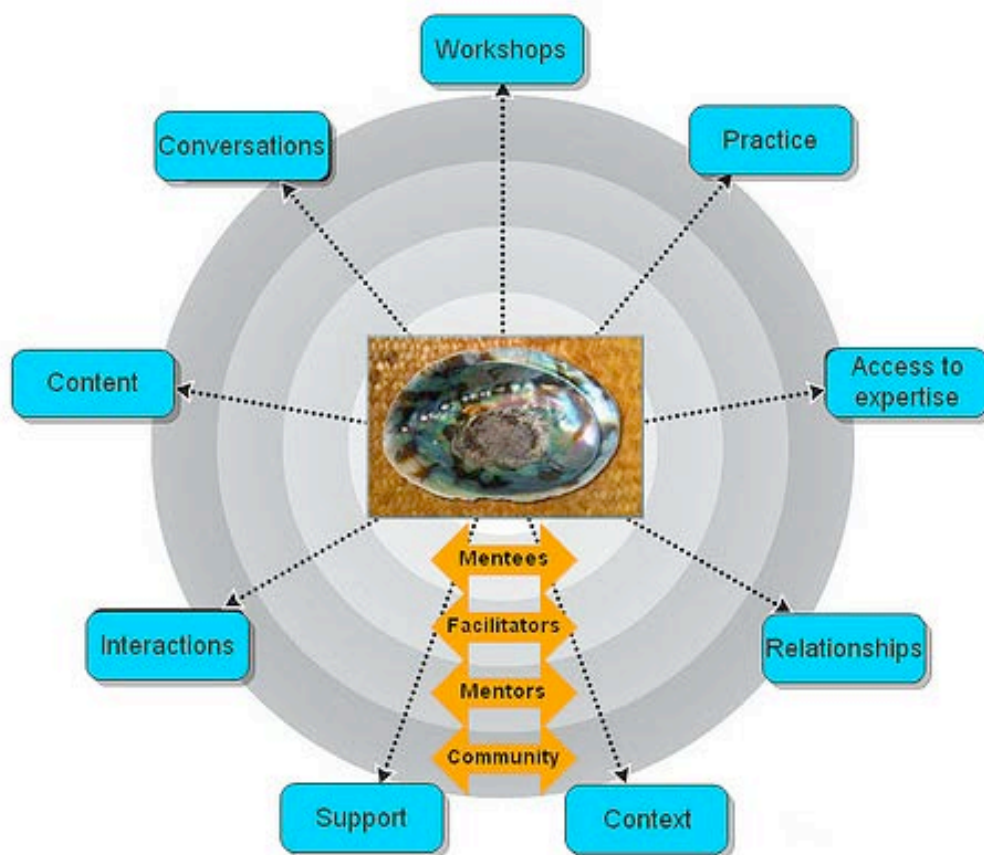 Workshops
Conversations
Practice
Content
Access to
expertise
Mentees
Facilitators
Interactions
Relationships
Mentors
Community
Support
Context